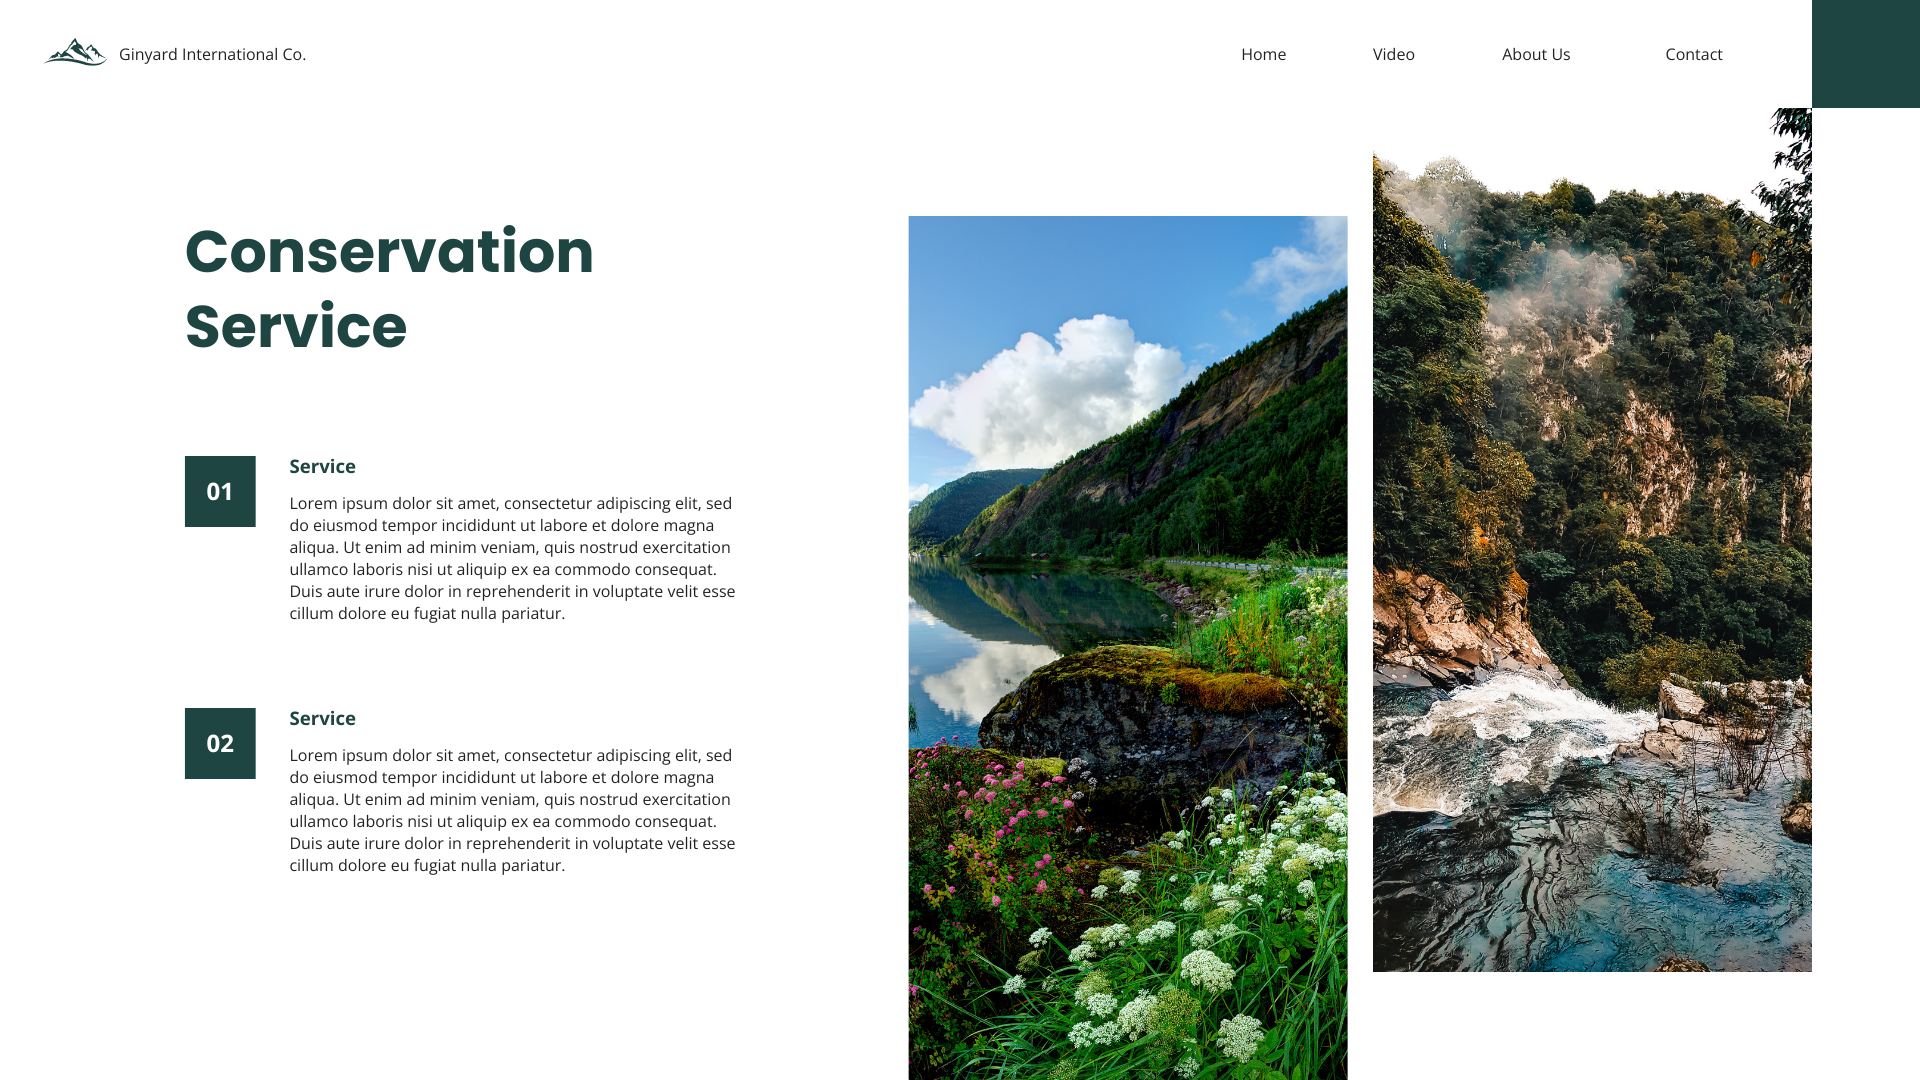 Ginyard International Co.
Home
Video
About Us
Contact
Conservation
Service
01
Service
Lorem ipsum dolor sit amet, consectetur adipiscing elit, sed
do eiusmod tempor incididunt ut labore et dolore magna
aliqua. Ut enim ad minim veniam, quis nostrud exercitation
ullamco laboris nisi ut aliquip ex ea commodo consequat.
Duis aute irure dolor in reprehenderit in voluptate velit esse
cillum dolore eu fugiat nulla pariatur.
02
Service
Lorem ipsum dolor sit amet, consectetur adipiscing elit, sed
do eiusmod tempor incididunt ut labore et dolore magna
aliqua. Ut enim ad minim veniam, quis nostrud exercitation
ullamco laboris nisi ut aliquip ex ea commodo consequat.
Duis aute irure dolor in reprehenderit in voluptate velit esse
cillum dolore eu fugiat nulla pariatur.